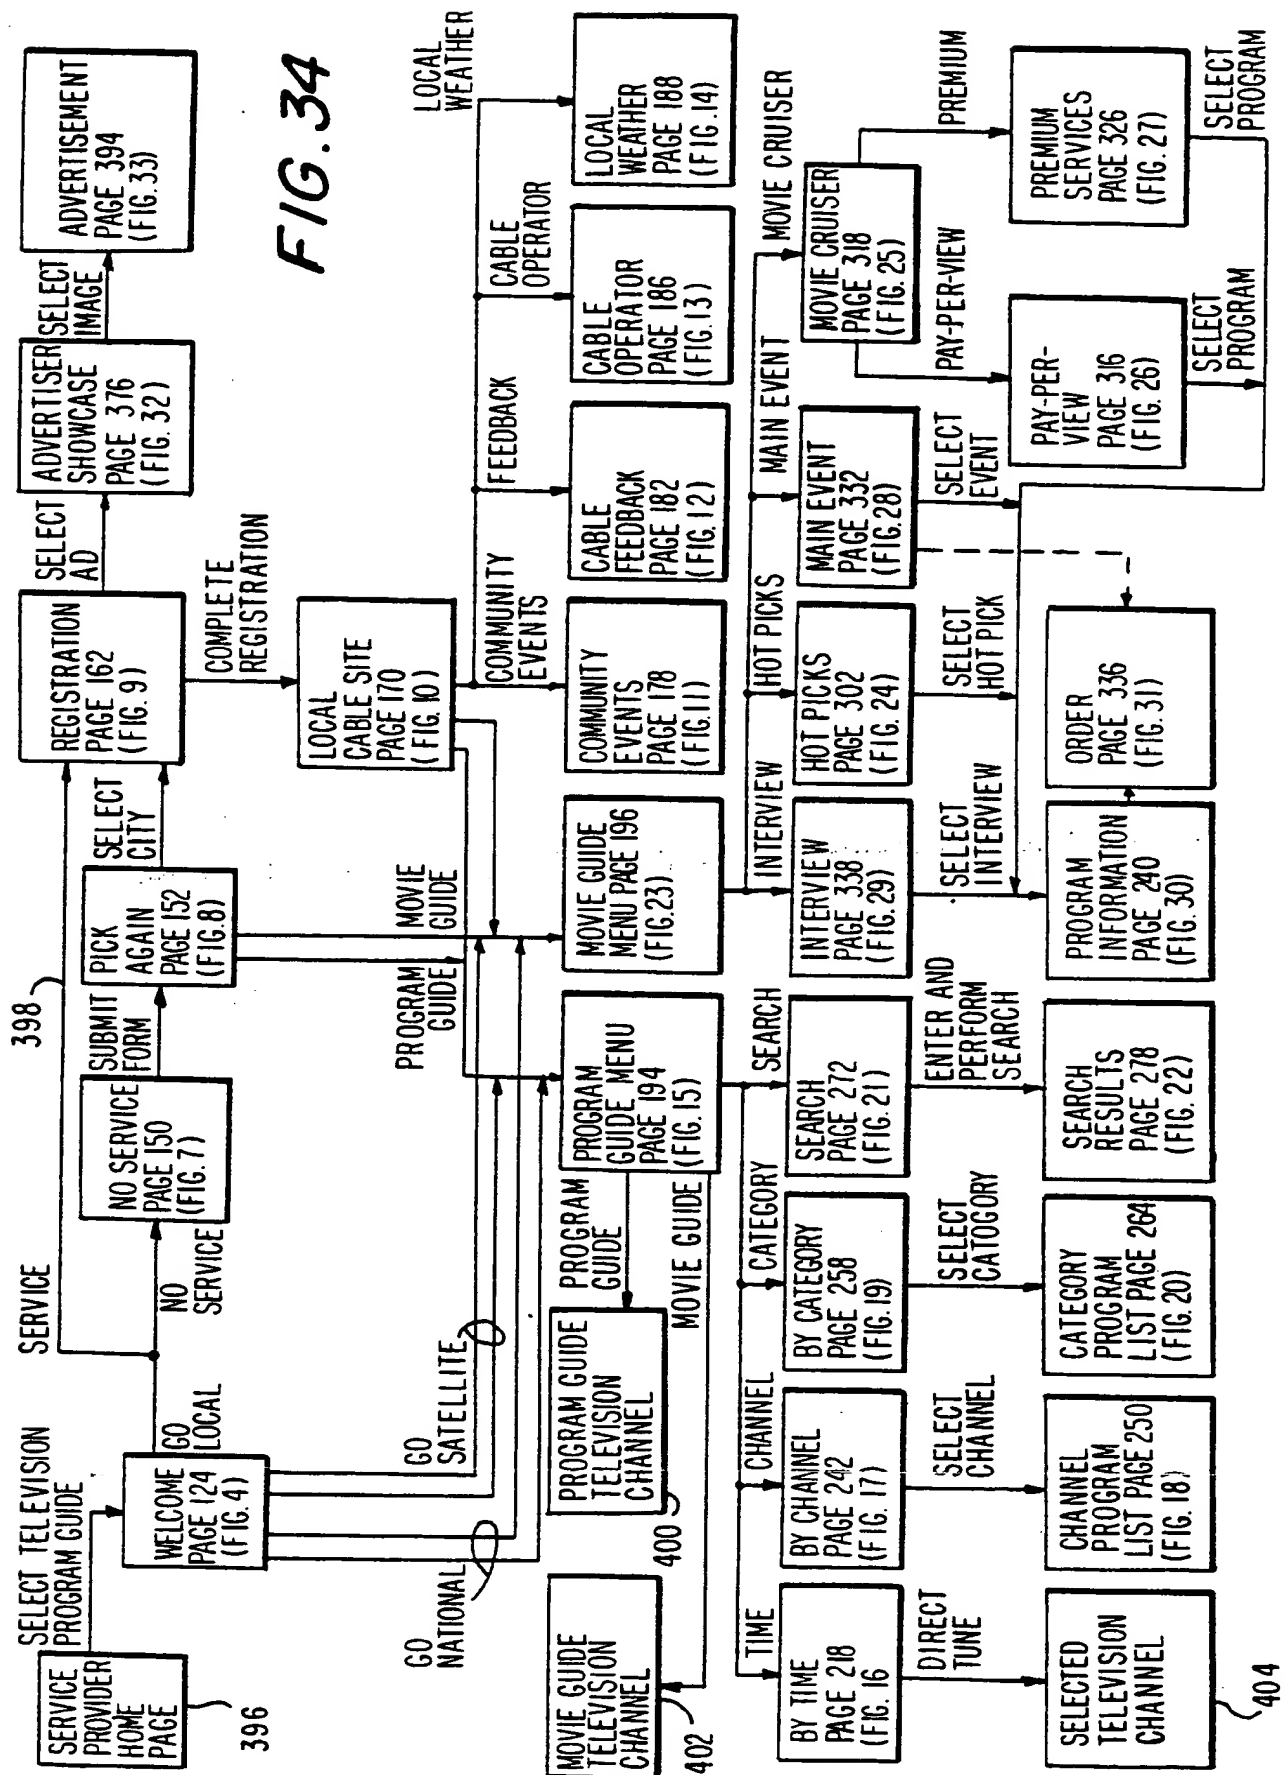 FIG. 34
SELECT TELEVISION
PROGRAM GUIDE
SERVICE
PROVIDER
HOME
PAGE
396
WELCOME
PAGE 124
(FIG. 4)
GO
LOCAL
SERVICE
398
NO
SERVICE
NO SERVICE
PAGE 150
(FIG. 7)
SUBMIT
FORM
PICK
AGAIN
PAGE 152
(FIG.8)
SELECT
CITY
REGISTRATION
PAGE 162
(FIG. 9)
SELECT
AD
ADVERTISER
SHOWCASE
PAGE 376
(FIG. 32)
SELECT
IMAGE
ADVERTISEMENT
PAGE 394
(FIG.33)
COMPLETE
REGISTRATION
LOCAL
CABLE SITE
PAGE 170
(FIG. 10)
GO
NATIONAL
GO
SATELLITE
PROGRAM
GUIDE
MOVIE
GUIDE
COMMUNITY
EVENTS
FEEDBACK
CABLE
OPERATOR
LOCAL
WEATHER
MOVIE GUIDE
TELEVISION
CHANNEL
402
PROGRAM GUIDE
TELEVISION
CHANNEL
400
PROGRAM
GUIDE
MOVIE GUIDE
PROGRAM
GUIDE MENU
PAGE 194
(FIG. 15)
MOVIE GUIDE
MENU PAGE 196
(FIG.23)
COMMUNITY
EVENTS
PAGE 178
(FIG.11)
CABLE
FEEDBACK
PAGE 182
(FIG. 12)
CABLE
OPERATOR
PAGE 186
(FIG.13)
LOCAL
WEATHER
PAGE 188
(FIG.14)
TIME
CHANNEL
CATEGORY
SEARCH
INTERVIEW
HOT PICKS
MAIN EVENT
MOVIE CRUISER
BY TIME
PAGE 218
(FIG. 16
BY CHANNEL
PAGE 242
(FIG. 17)
BY CATEGORY
PAGE 258
(FIG.19)
SEARCH
PAGE 272
(FIG. 21)
INTERVIEW
PAGE 338
(FIG.29)
HOT PICKS
PAGE 302
(FIG. 24)
MAIN EVENT
PAGE 332
(FIG.28)
MOVIE CRUISER
PAGE 318
(FIG. 25)
DIRECT
TUNE
SELECT
CHANNEL
SELECT
CATOGORY
ENTER AND
PERFORM
SEARCH
SELECT
INTERVIEW
SELECT
HOT PICK
SELECT
EVENT
PAY-PER-VIEW
PREMIUM
SELECTED
TELEVISION
CHANNEL
404
CHANNEL
PROGRAM
LIST PAGE 250
(FIG. 18)
CATEGORY
PROGRAM
LIST PAGE 264
(FIG. 20)
SEARCH
RESULTS
PAGE 278
(FIG. 22)
PROGRAM
INFORMATION
PAGE 240
(FIG. 30)
ORDER
PAGE 336
(FIG. 31)
PAY-PER-
VIEW
PAGE 316
(FIG. 26)
PREMIUM
SERVICES
PAGE 326
(FIG. 27)
SELECT
PROGRAM
SELECT
PROGRAM